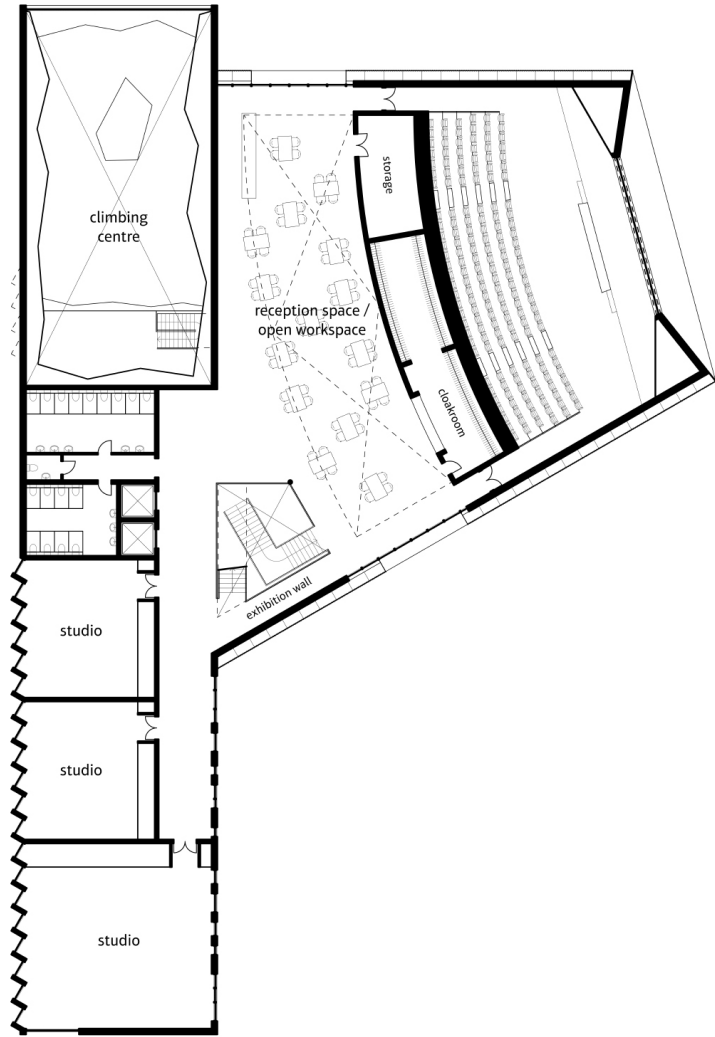 climbing
centre
storage
reception space /
open workspace
cloakroom
exhibition wall
studio
studio
studio